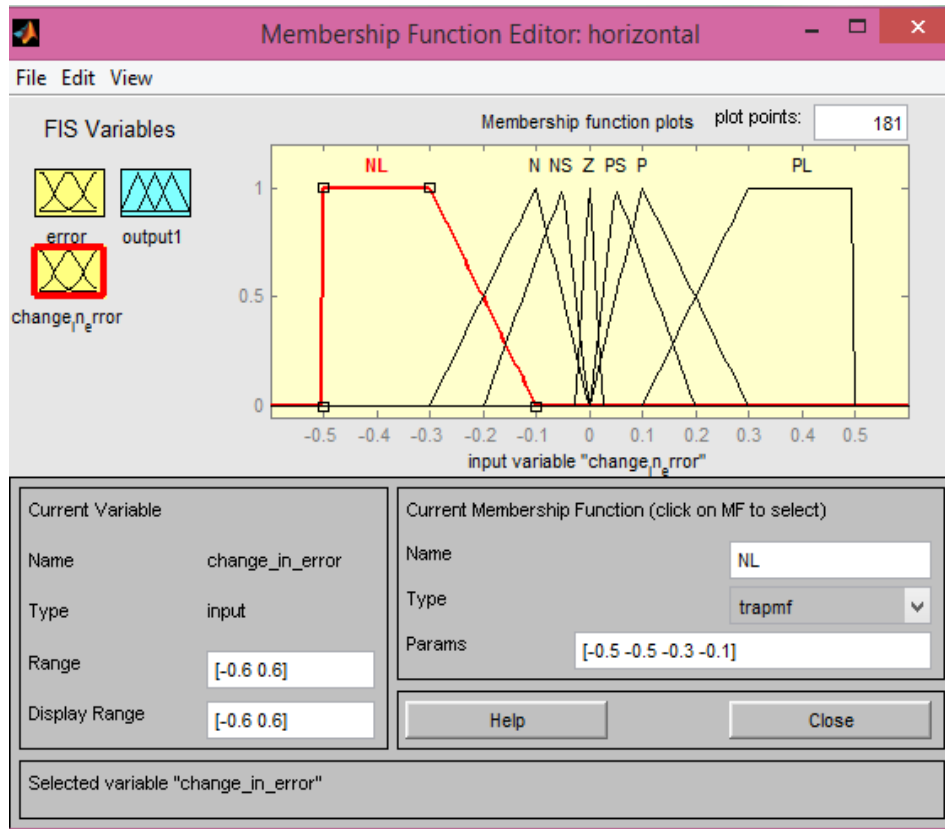 Membership Function Editor: horizontal
File Edit View
FIS Variables
error
output1
change_in_error
Membership function plots
plot points:
181
NL N NS Z PS P PL
1
0.5
0
-0.5 -0.4 -0.3 -0.2 -0.1 0 0.1 0.2 0.3 0.4 0.5
input variable "change_in_error"
Current Variable
Name change_in_error
Type input
Range [-0.6 0.6]
Display Range [-0.6 0.6]
Current Membership Function (click on MF to select)
Name NL
Type trapmf
Params [-0.5 -0.5 -0.3 -0.1]
Help Close
Selected variable "change_in_error"